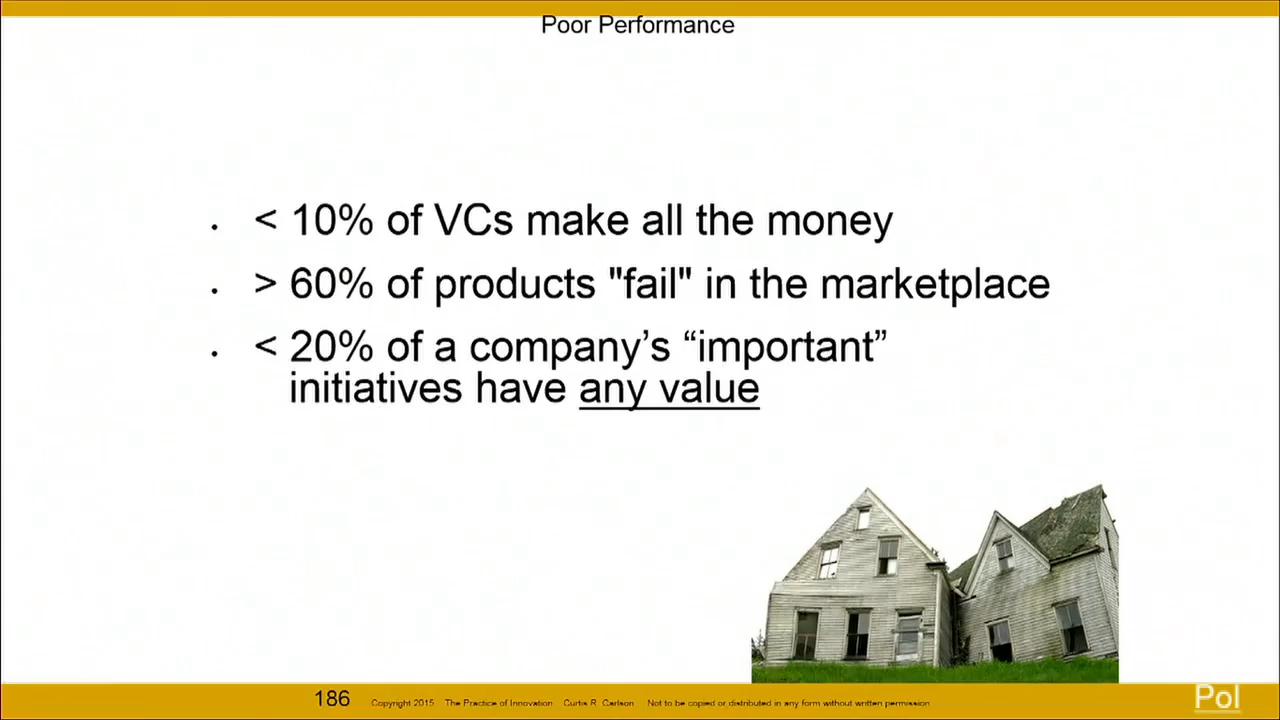 Poor Performance
. < 10% of VCs make all the money
. > 60% of products "fail" in the marketplace
. < 20% of a company’s “important”
initiatives have any value
186 Copyright 2015 The Practice of Innovation Curtis R. Carlson Not to be copied or distributed in any form without written permission
Pol